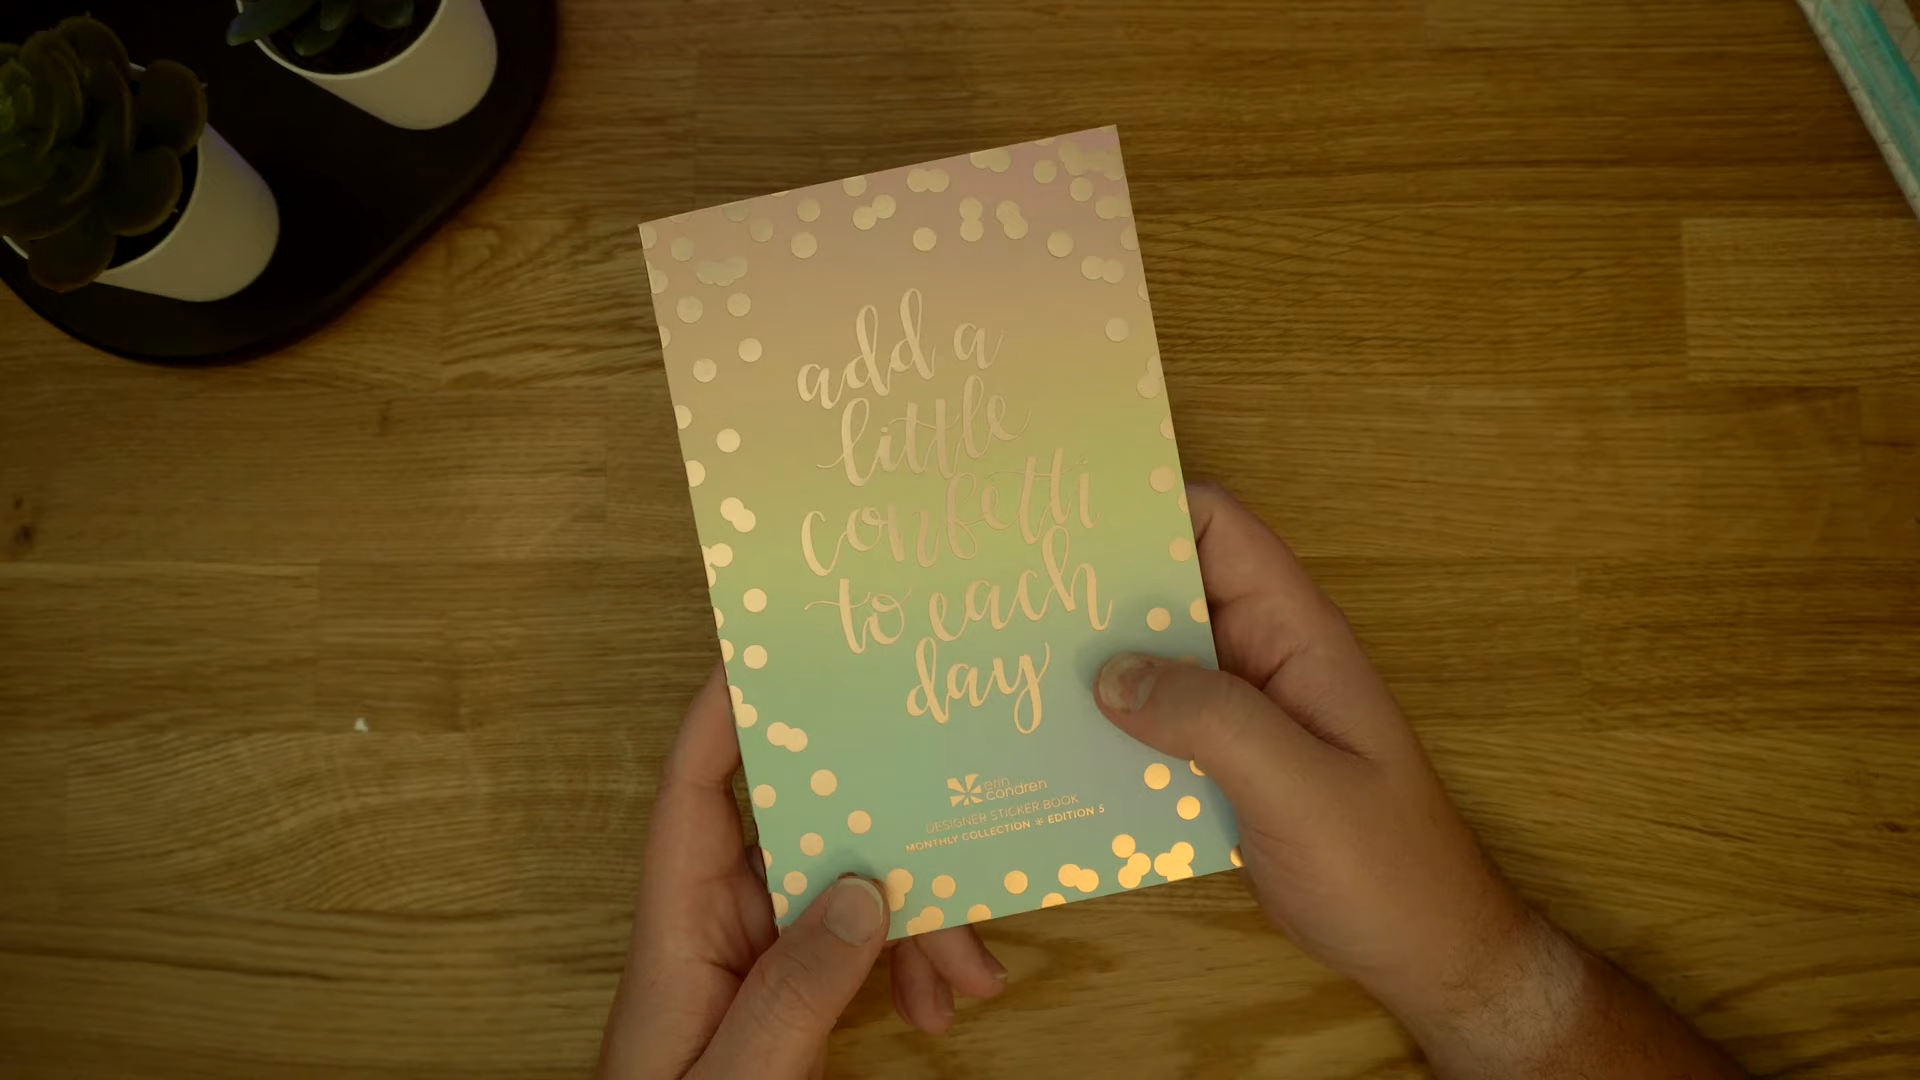 add a
little
confetti
to each
day
erin
condren
DESIGNER STICKER BOOK
MONTHLY COLLECTION * EDITION 5